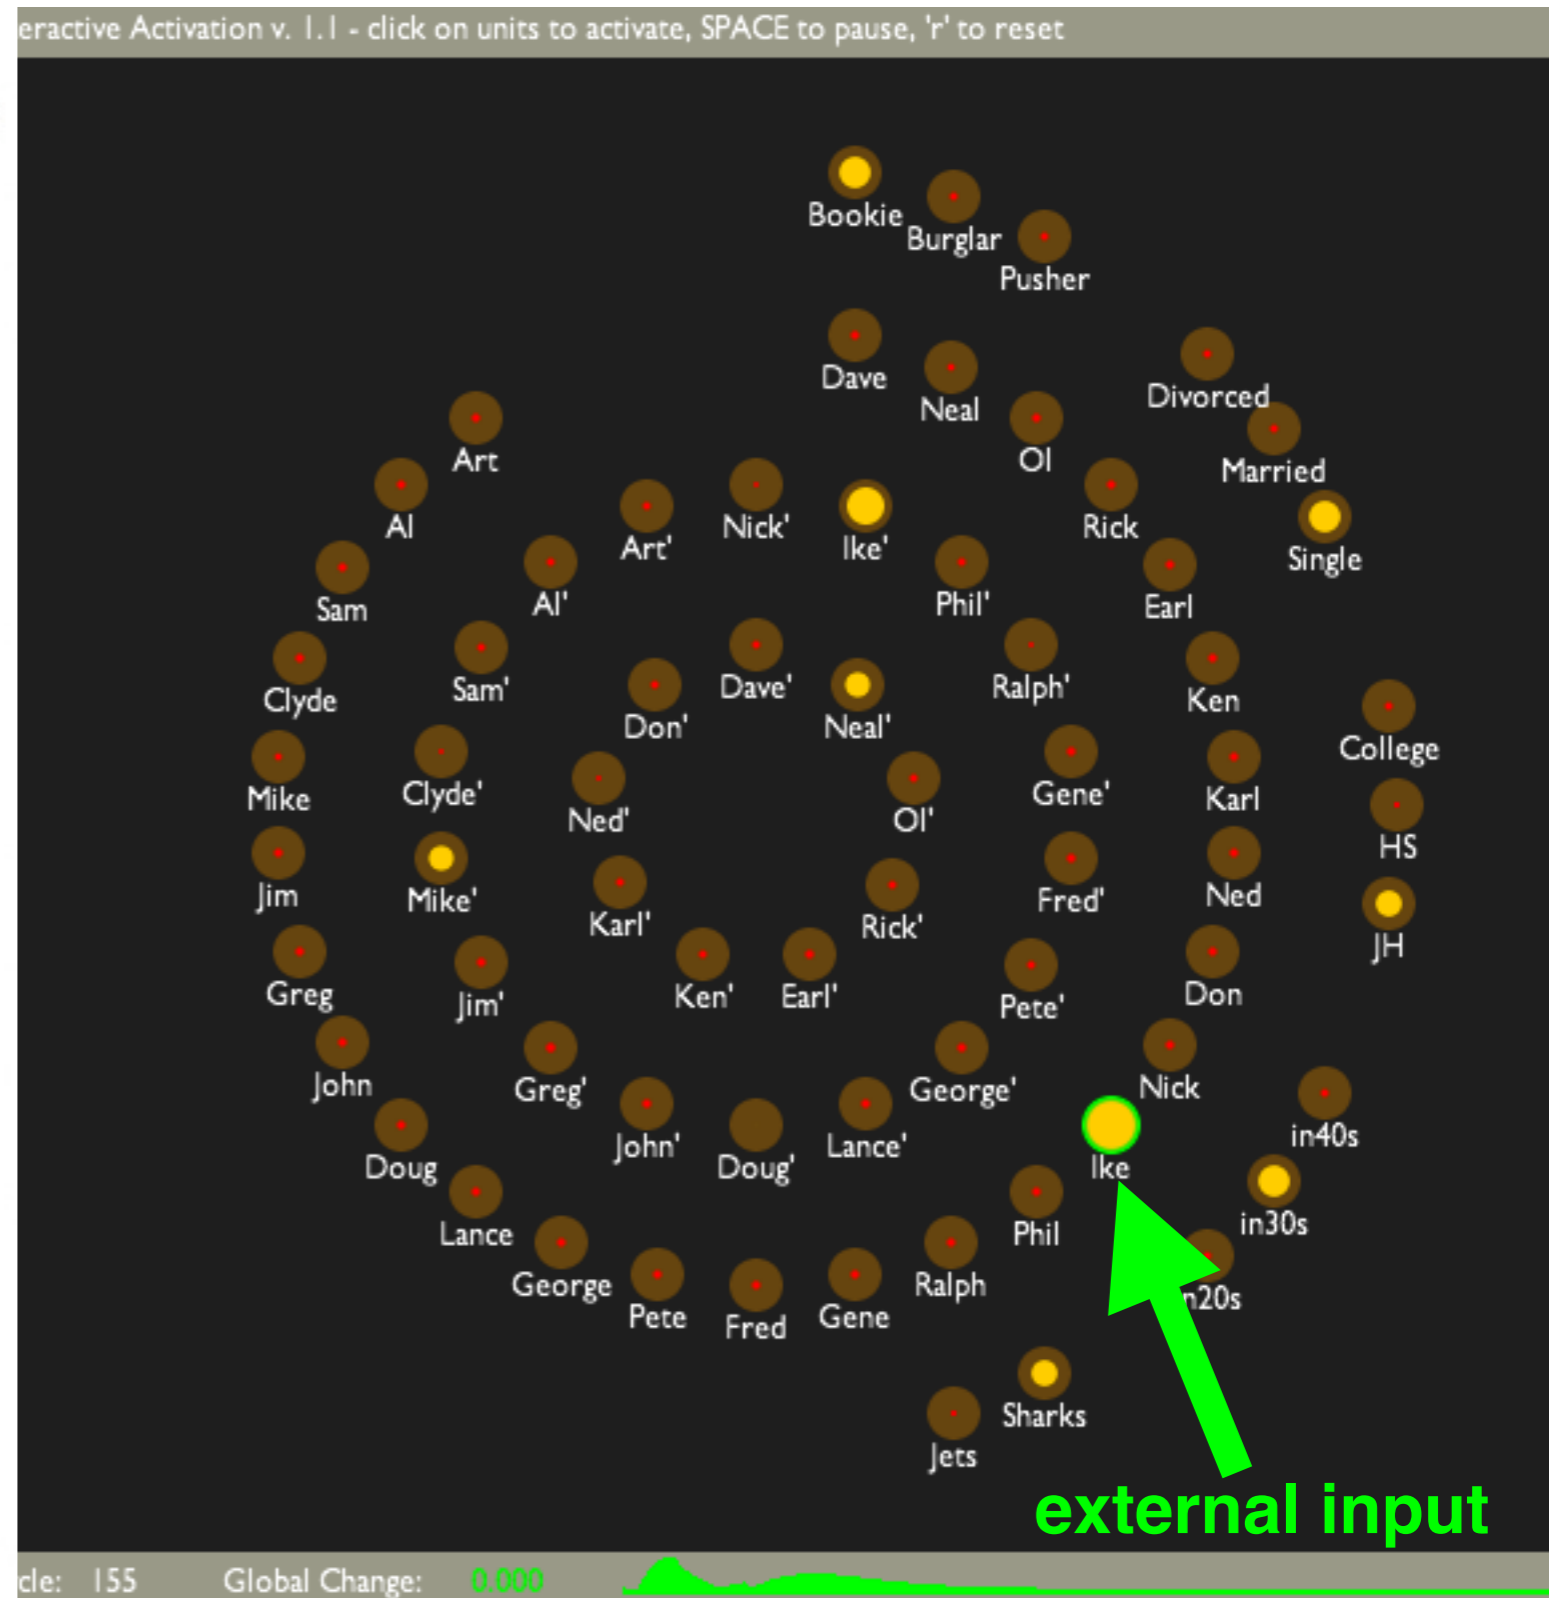 eractive Activation v. 1.1 - click on units to activate, SPACE to pause, 'r' to reset
Bookie
Burglar
Pusher
Dave
Neal
Divorced
Art
Ol
Married
Al
Art'
Nick'
Ike'
Rick
Single
Sam
Al'
Phil'
Earl
Clyde
Sam'
Don'
Dave'
Neal'
Ralph'
Ken
College
Mike
Clyde'
Ned'
Ol'
Gene'
Karl
HS
Jim
Mike'
Karl'
Rick'
Fred'
Ned
JH
Greg
Jim'
Ken'
Earl'
Pete'
Don
John
Greg'
George'
Nick
Doug
John'
Doug'
Lance'
Ike
in40s
Lance
Phil
in30s
George
Pete
Fred
Gene
Ralph
n20s
Sharks
Jets
external input
cle: 155 Global Change: 0.000